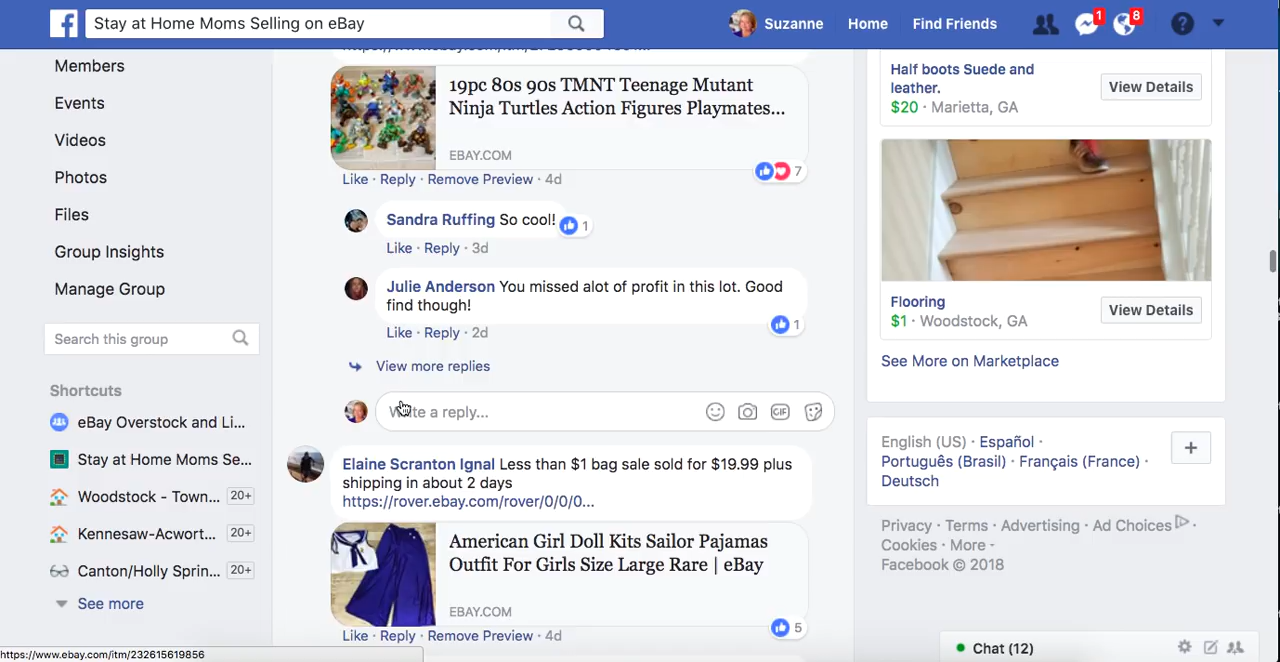 Stay at Home Moms Selling on eBay
Suzanne
Home
Find Friends
1
8
Members
Events
Videos
Photos
Files
Group Insights
Manage Group
Search this group
Shortcuts
eBay Overstock and Li...
Stay at Home Moms Se...
Woodstock - Town... 20+
Kennesaw-Acwort... 20+
Canton/Holly Sprin... 20+
See more
https://www.ebay.com/itm/232615619856
19pc 80s 90s TMNT Teenage Mutant
Ninja Turtles Action Figures Playmates...
EBAY.COM
7
Like · Reply · Remove Preview · 4d
Sandra Ruffing So cool!
1
Like · Reply · 3d
Julie Anderson You missed alot of profit in this lot. Good
find though!
1
Like · Reply · 2d
View more replies
Write a reply...
GIF
Elaine Scranton Ignal Less than $1 bag sale sold for $19.99 plus
shipping in about 2 days
https://rover.ebay.com/rover/0/0/0...
American Girl Doll Kits Sailor Pajamas
Outfit For Girls Size Large Rare | eBay
EBAY.COM
5
Like · Reply · Remove Preview · 4d
Half boots Suede and
leather.
$20 · Marietta, GA
View Details
Flooring
$1 · Woodstock, GA
View Details
See More on Marketplace
English (US) · Español ·
Português (Brasil) · Français (France) ·
Deutsch
Privacy · Terms · Advertising · Ad Choices ·
Cookies · More
Facebook © 2018
Chat (12)